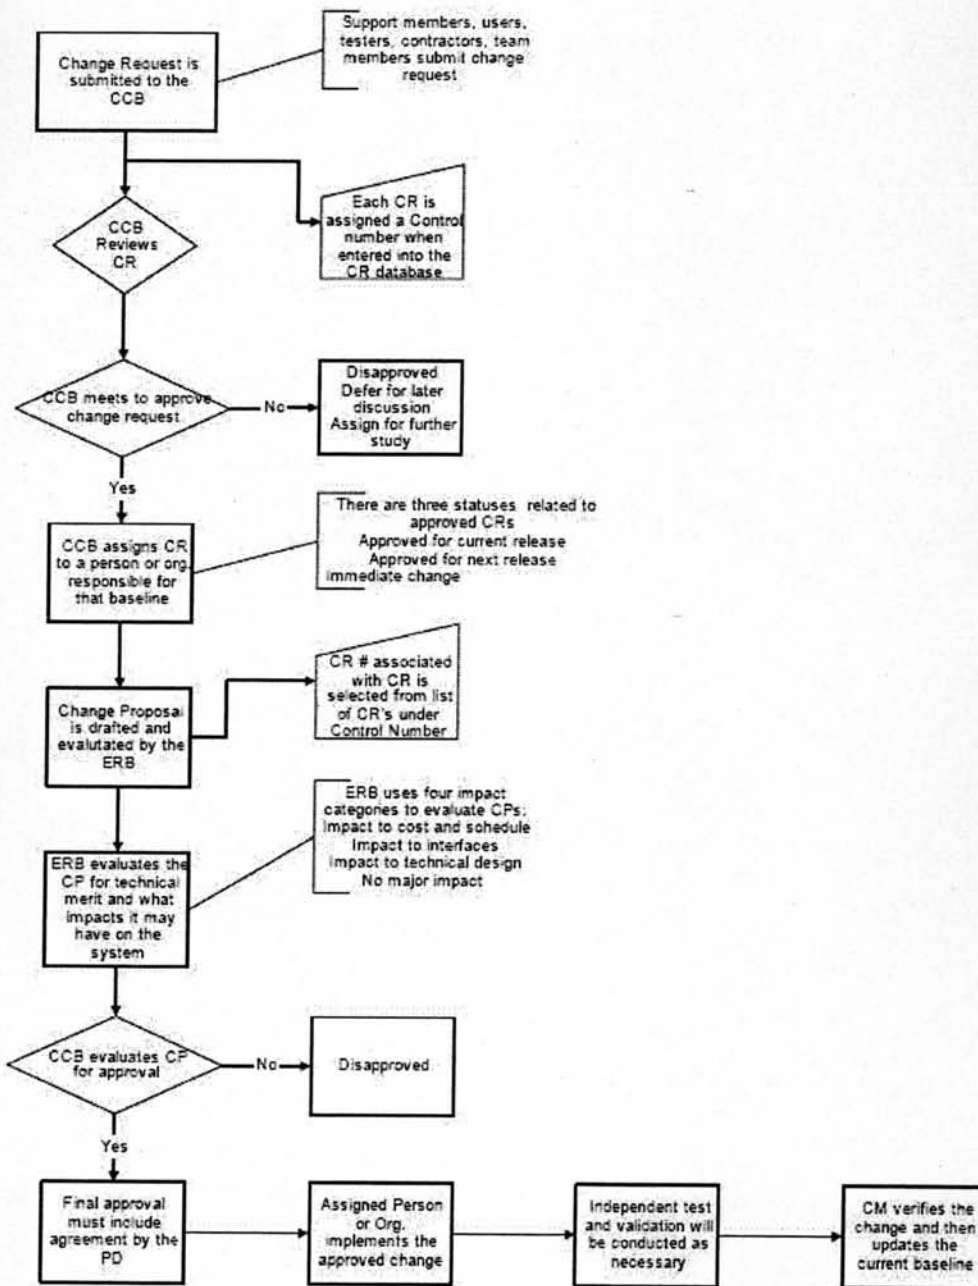 Change Request is
submitted to the
CCB
Support members, users,
testers, contractors, team
members submit change
request
CCB
Reviews
CR
Each CR is
assigned a Control
number when
entered into the
CR database
CCB meets to approve
change request
No
Disapproved
Defer for later
discussion
Assign for further
study
Yes
CCB assigns CR
to a person or org.
responsible for
that baseline
There are three statuses related to
approved CRs
Approved for current release
Approved for next release
Immediate change
Change Proposal
is drafted and
evalutated by the
ERB
CR # associated
with CR is
selected from list
of CR's under
Control Number
ERB evaluates the
CP for technical
merit and what
impacts it may
have on the
system
ERB uses four impact
categories to evaluate CPs:
Impact to cost and schedule
Impact to interfaces
Impact to technical design
No major impact
CCB evaluates CP
for approval
No
Disapproved
Yes
Final approval
must include
agreement by the
PD
Assigned Person
or Org.
implements the
approved change
Independent test
and validation will
be conducted as
necessary
CM verifies the
change and then
updates the
current baseline